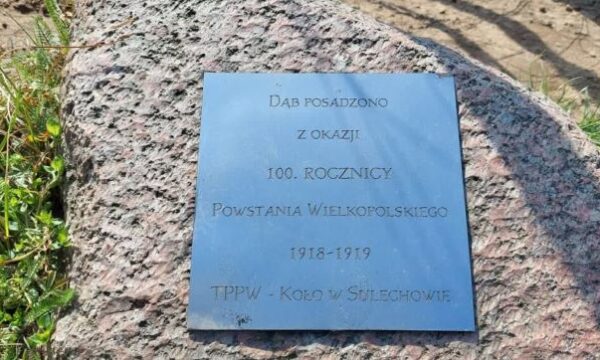 Dąb posadzono
z okazji
100. ROCZNICY
Powstania Wielkopolskiego
1918-1919
TPPW - Koło w Sulechowie